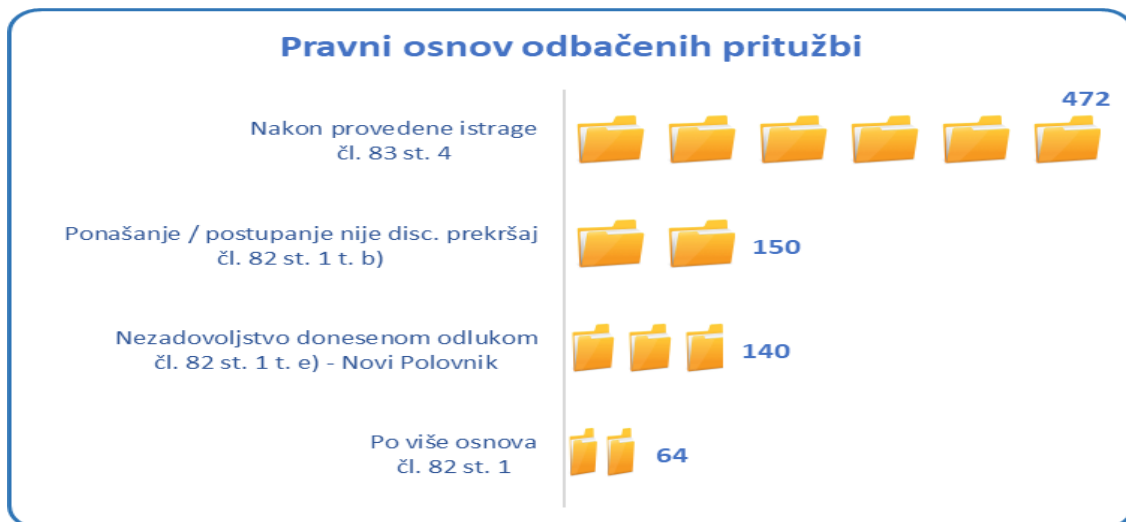 Pravni osnov odbačenih pritužbi
472
Nakon provedene istrage
čl. 83 st. 4
Ponašanje / postupanje nije disc. prekršaj
čl. 82 st. 1 t. b)
150
Nezadovoljstvo donesenom odlukom
čl. 82 st. 1 t. e) - Novi Polovnik
140
Po više osnova
čl. 82 st. 1
64